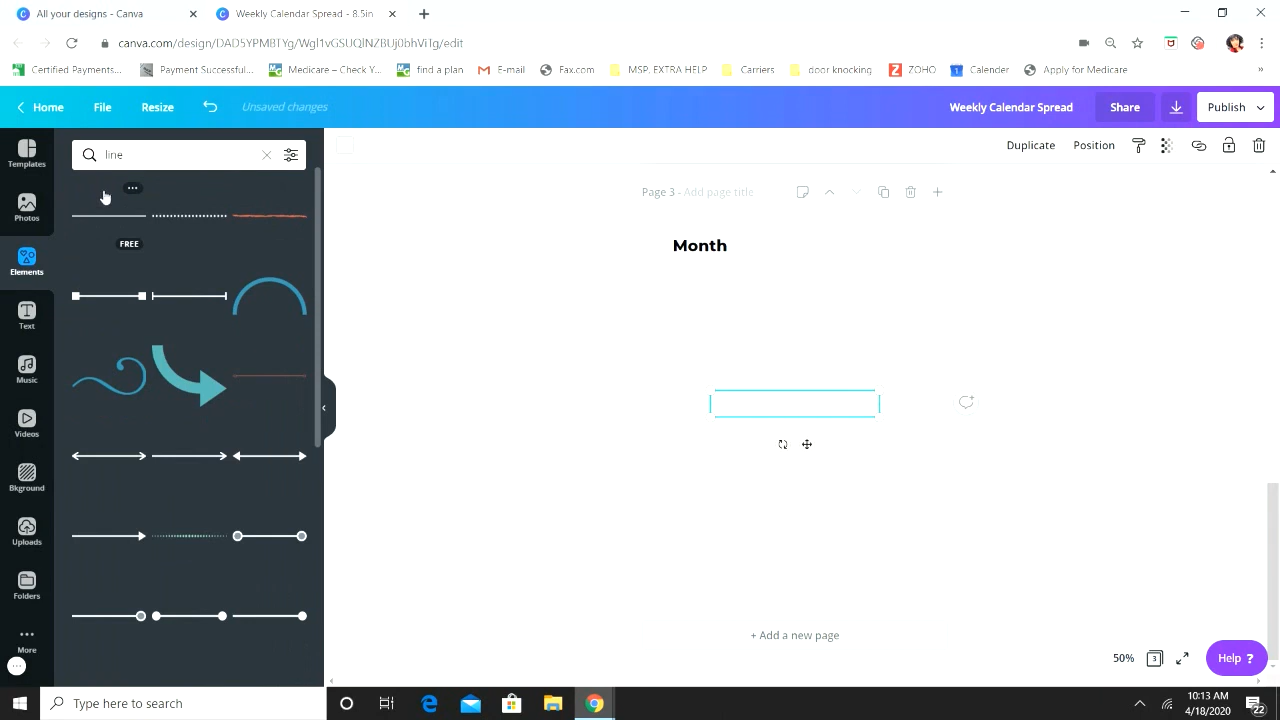 All your designs - Canva
Weekly Calendar Spread - 8.5in
canva.com/design/DAD5YPMBTYg/Wgl1vGSUQINZBUj0bhViTg/edit
Certified Payments...
Payment Successful...
Medicare – Check Y...
find a plan
E-mail
Fax.com
MSP. EXTRA HELP
Carriers
door knocking
ZOHO
Calender
Apply for Medicare
»
Home
File
Resize
Unsaved changes
Weekly Calendar Spread
Share
Publish
Templates
line
Duplicate
Position
Photos
Page 3 - Add page title
FREE
Month
Elements
Text
Music
Videos
Bkground
Uploads
Folders
More
+ Add a new page
50%
3
Help ?
Type here to search
10:13 AM
4/18/2020
22